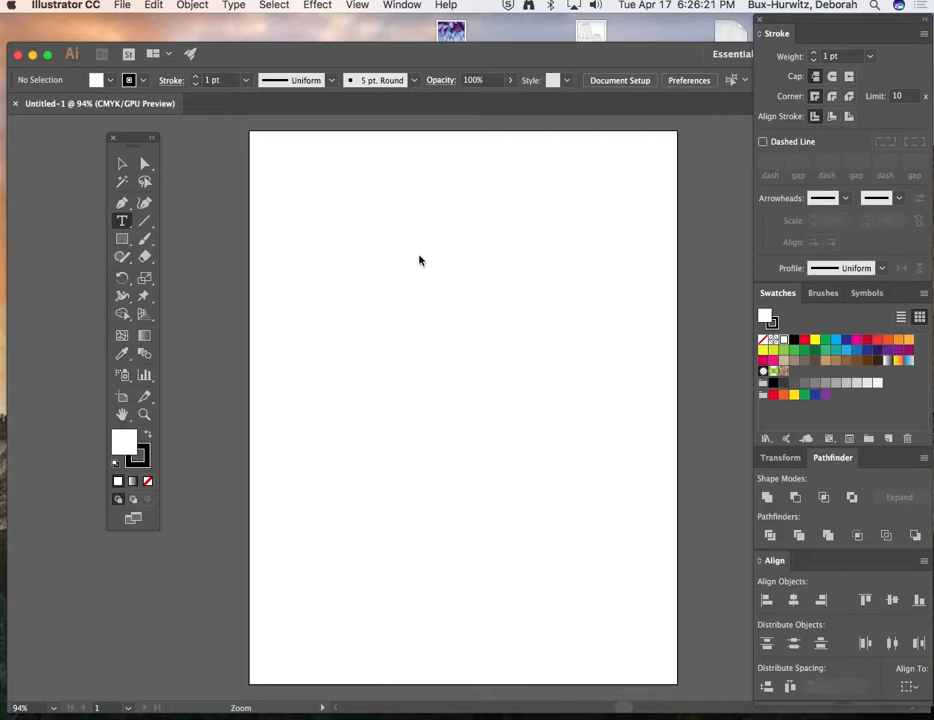 Illustrator CC File Edit Object Type Select Effect View Window Help Tue Apr 17 6:26:21 PM Bux-Hurwitz, Deborah
Ai Br St Essential
No Selection Stroke: 1 pt Uniform 5 pt. Round Opacity: 100% Style: Document Setup Preferences
Untitled-1 @ 94% (CMYK/GPU Preview)
Stroke
Weight: 1 pt
Cap:
Corner: Limit: 10 x
Align Stroke:
Dashed Line
dash gap dash gap dash gap
Arrowheads:
Scale:
Align:
Profile: Uniform
Swatches Brushes Symbols
Transform Pathfinder
Shape Modes:
Expand
Pathfinders:
Align
Align Objects:
Distribute Objects:
Distribute Spacing: Align To:
94% 1 Zoom